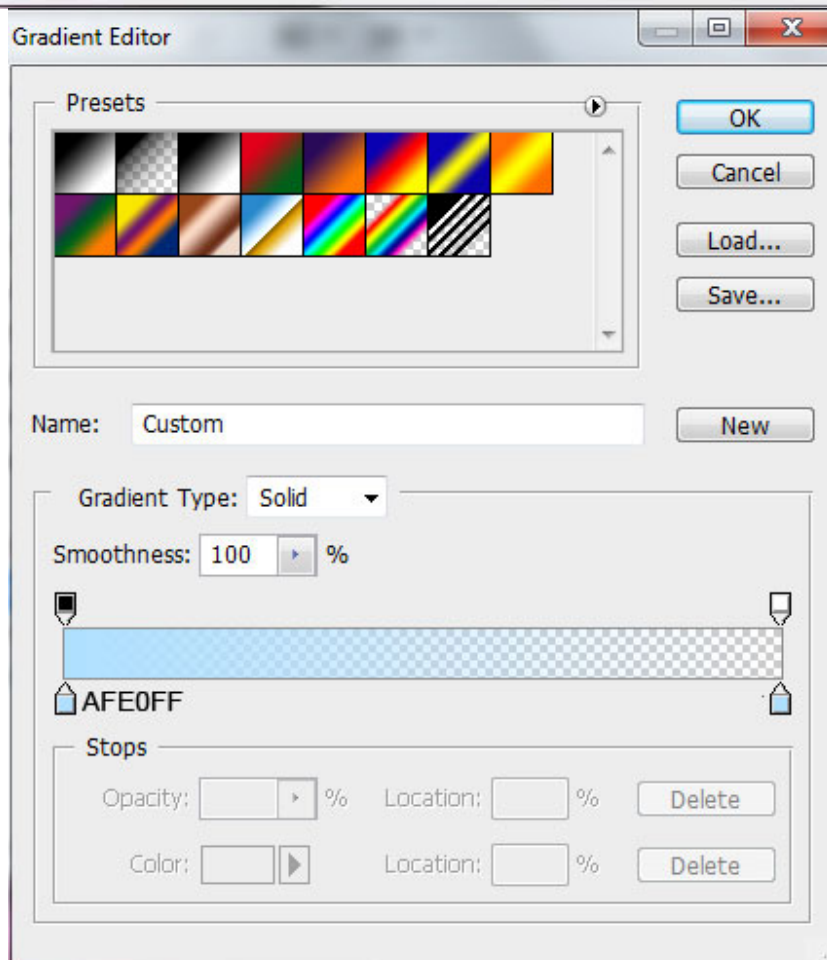 Gradient Editor
Presets
OK
Cancel
Load...
Save...
Name: Custom
New
Gradient Type: Solid
Smoothness: 100 %
AFE0FF
Stops
Opacity: % Location: % Delete
Color: Location: % Delete